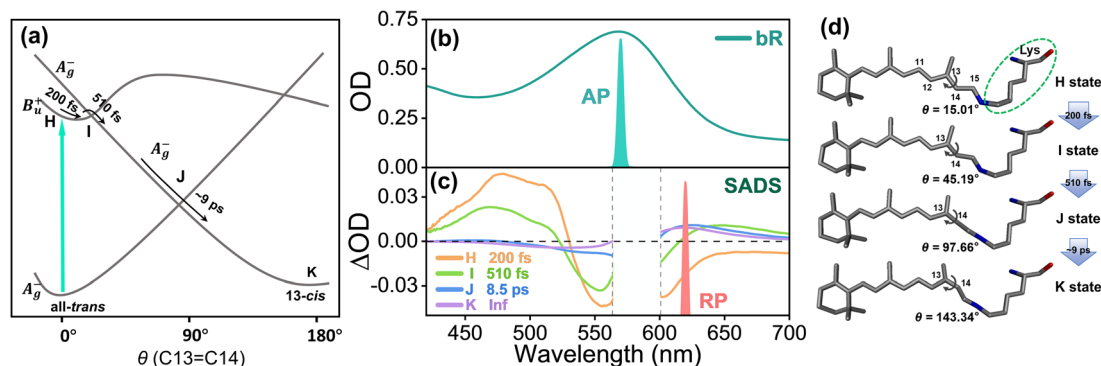 (a)
A_g^-
B_u^+
200 fs
510 fs
H
I
A_g^-
J
~9 ps
K
13-cis
A_g^-
all-trans
0°
90°
180°
θ (C13=C14)
(b)
bR
AP
OD
0.75
0.50
0.25
0.00
(c)
SADS
ΔOD
0.03
0.00
-0.03
H 200 fs
I 510 fs
J 8.5 ps
K Inf
RP
450
500
550
600
650
700
Wavelength (nm)
(d)
Lys
11
13
15
12
14
H state
θ = 15.01°
200 fs
13
14
I state
θ = 45.19°
510 fs
13
14
J state
θ = 97.66°
~9 ps
13
14
K state
θ = 143.34°